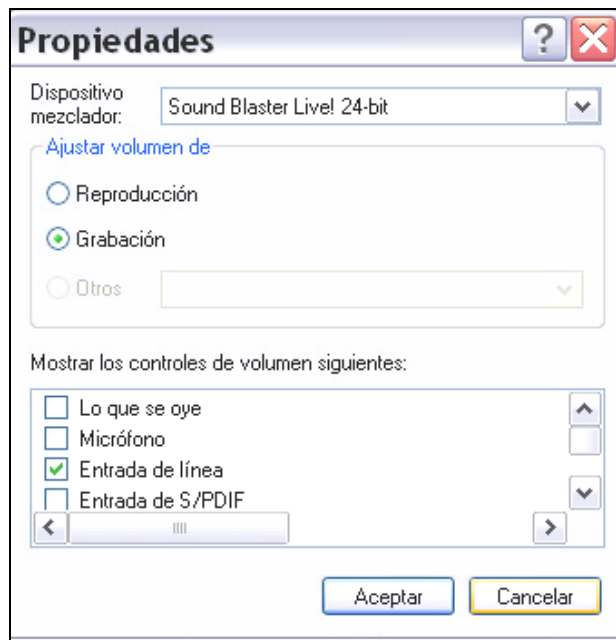 Propiedades
Dispositivo
mezclador:
Sound Blaster Live! 24-bit
Ajustar volumen de
Reproducción
Grabación
Otros
Mostrar los controles de volumen siguientes:
Lo que se oye
Micrófono
Entrada de línea
Entrada de S/PDIF
Aceptar
Cancelar